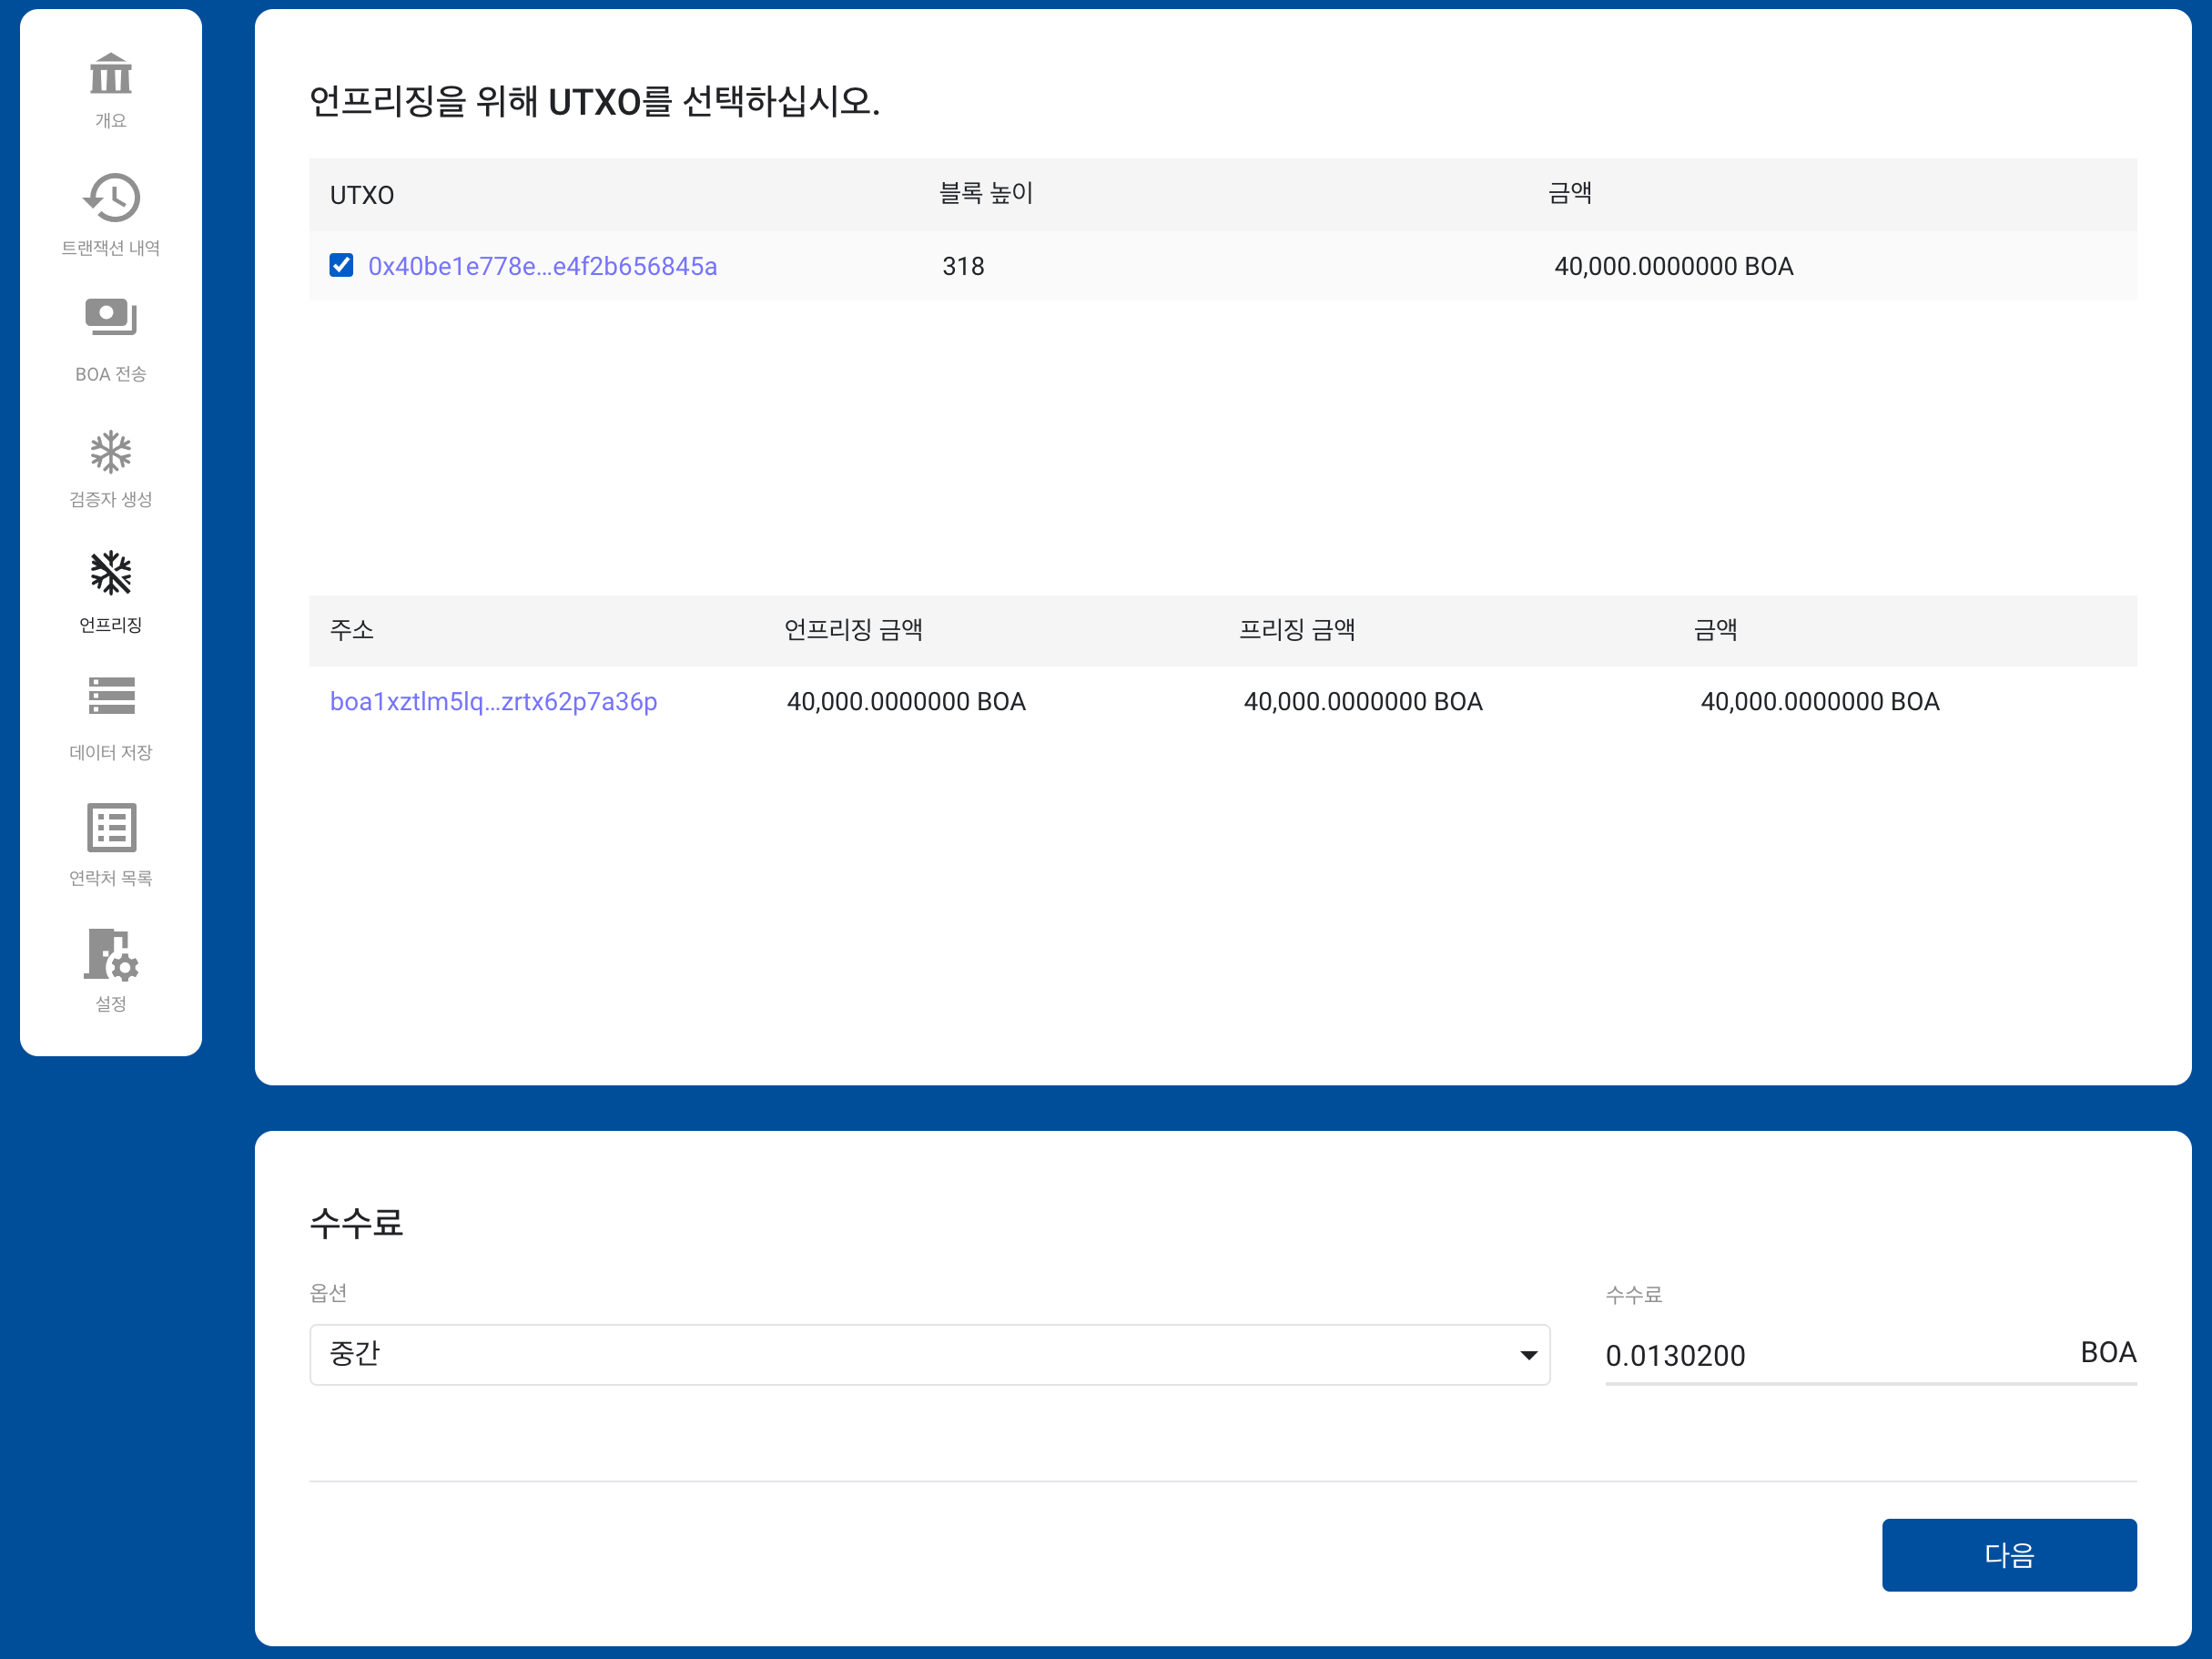 개요
트랜잭션 내역
BOA 전송
검증자 생성
언프리징
데이터 저장
연락처 목록
설정
언프리징을 위해 UTXO를 선택하십시오.
UTXO 블록 높이 금액
0x40be1e778e...e4f2b656845a 318 40,000.0000000 BOA
주소 언프리징 금액 프리징 금액 금액
boa1xztlm5lq...zrtx62p7a36p 40,000.0000000 BOA 40,000.0000000 BOA 40,000.0000000 BOA
수수료
옵션 수수료
중간 0.0130200 BOA
다음